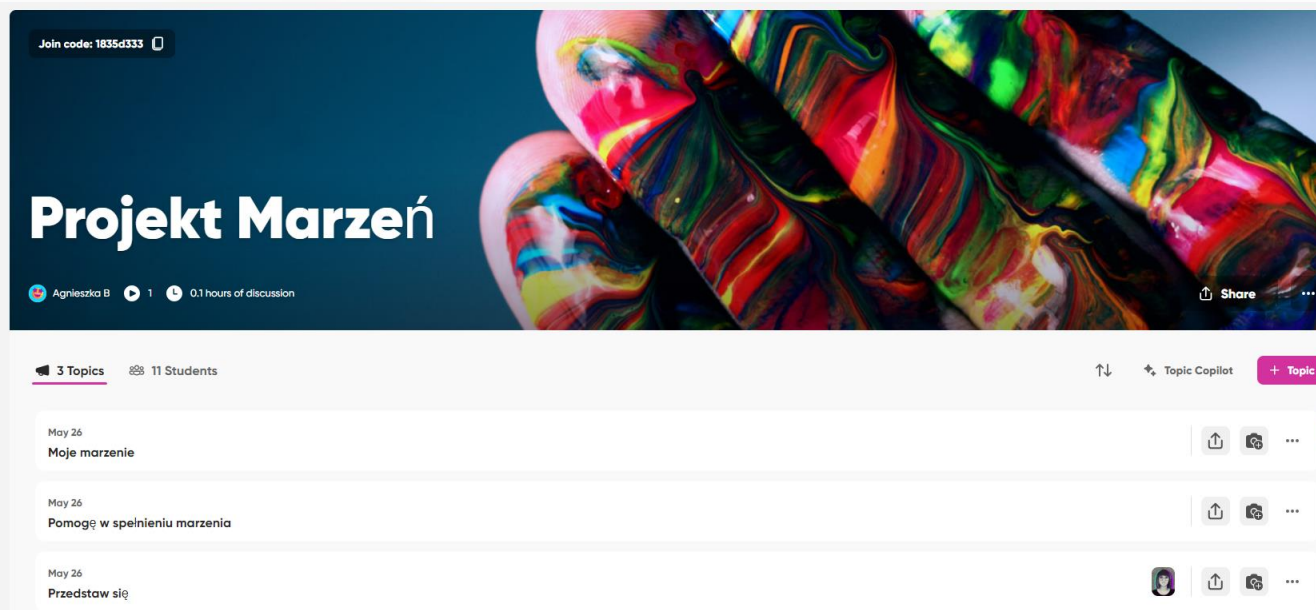 Join code: 1835d333
Projekt Marzeń
Agnieszka B 1 0.1 hours of discussion
Share
3 Topics 11 Students
Topic Copilot
+ Topic
May 26
Moje marzenie
May 26
Pomogę w spełnieniu marzenia
May 26
Przedstaw się